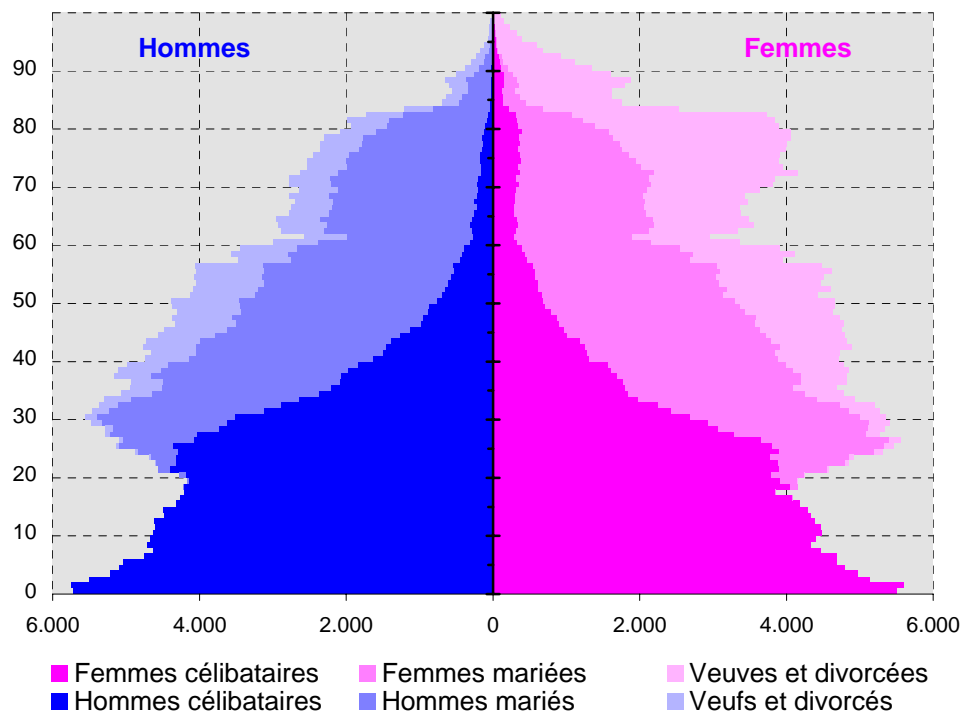 Hommes Femmes
90
80
70
60
50
40
30
20
10
0
6.000 4.000 2.000 0 2.000 4.000 6.000
Femmes célibataires Femmes mariées Veuves et divorcées
Hommes célibataires Hommes mariés Veufs et divorcés